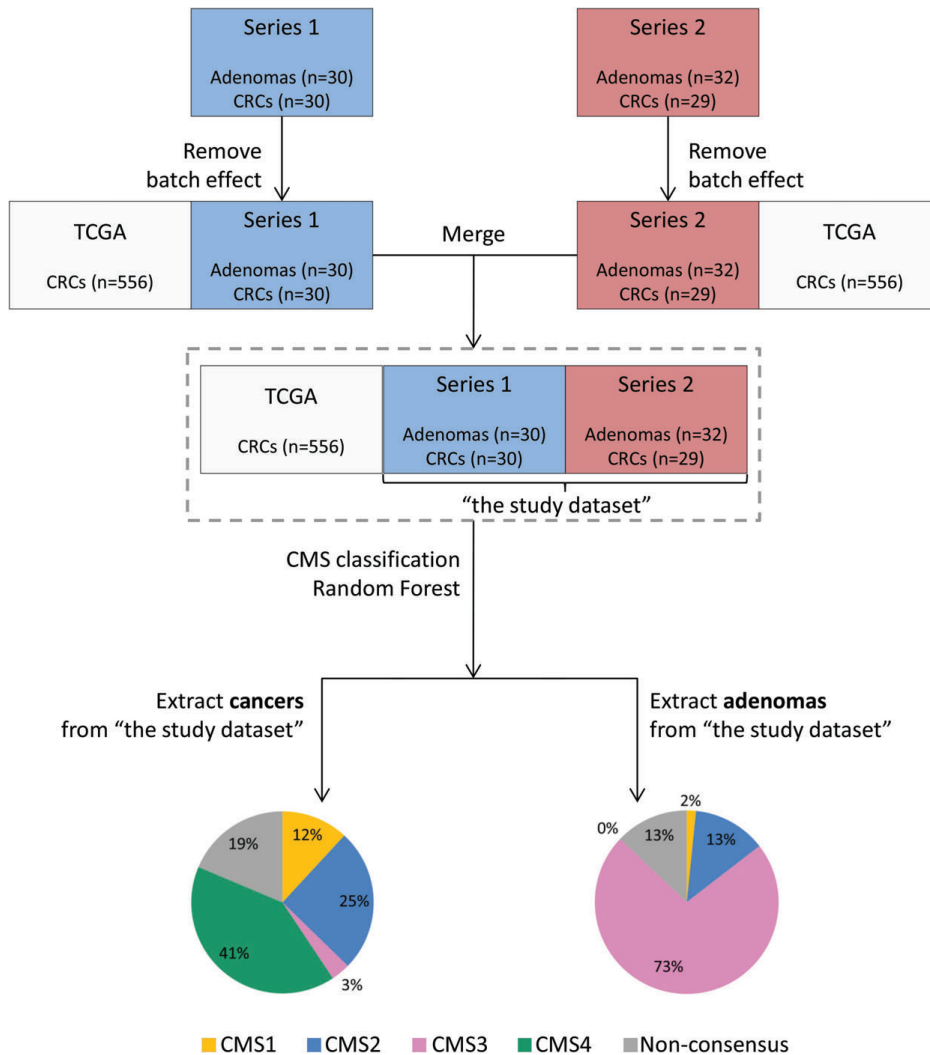 Series 1
Adenomas (n=30)
CRCs (n=30)
Series 2
Adenomas (n=32)
CRCs (n=29)
Remove
batch effect
Remove
batch effect
TCGA
CRCs (n=556)
Series 1
Adenomas (n=30)
CRCs (n=30)
Merge
Series 2
Adenomas (n=32)
CRCs (n=29)
TCGA
CRCs (n=556)
TCGA
CRCs (n=556)
Series 1
Adenomas (n=30)
CRCs (n=30)
Series 2
Adenomas (n=32)
CRCs (n=29)
“the study dataset”
CMS classification
Random Forest
Extract cancers
from “the study dataset”
Extract adenomas
from “the study dataset”
12%
25%
3%
41%
19%
2%
13%
73%
0%
13%
CMS1
CMS2
CMS3
CMS4
Non-consensus